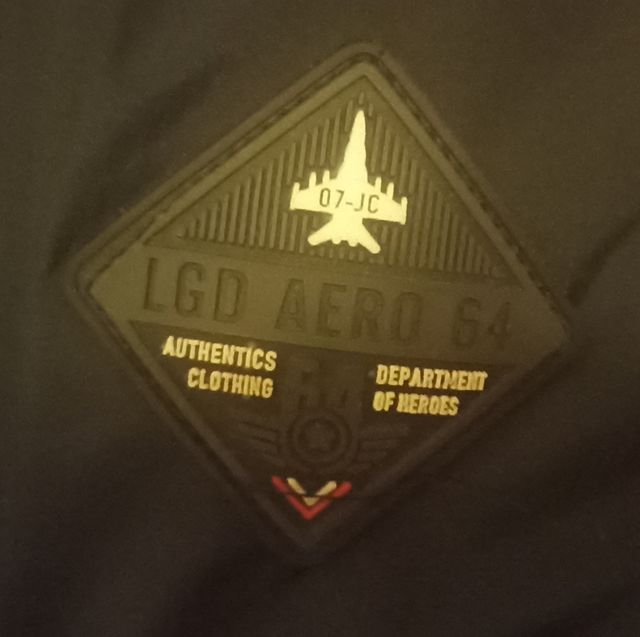 07-JC
LGD AERO 64
AUTHENTICS
CLOTHING
DEPARTMENT
OF HEROES